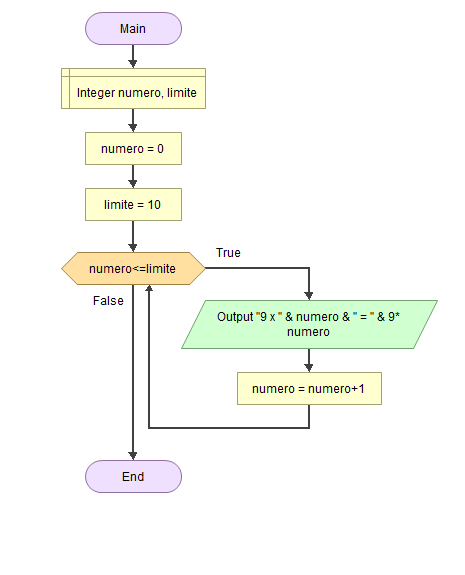 Main
Integer numero, limite
numero = 0
limite = 10
numero<=limite
True
False
Output "9 x " & numero & " = " & 9*
numero
numero = numero+1
End